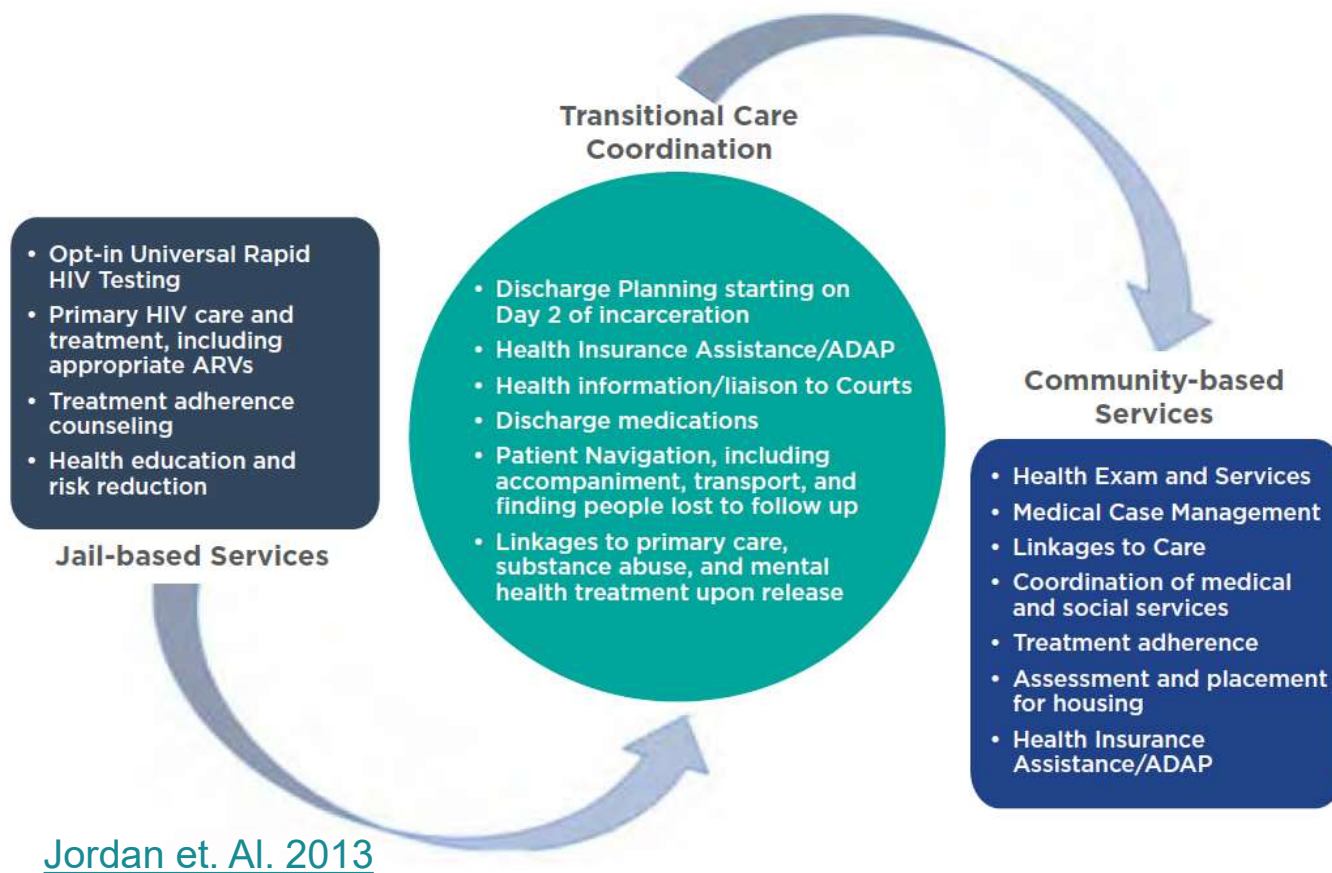 Transitional Care
Coordination
• Opt-in Universal Rapid
HIV Testing
• Primary HIV care and
treatment, including
appropriate ARVs
• Treatment adherence
counseling
• Health education and
risk reduction
Jail-based Services
• Discharge Planning starting on
Day 2 of incarceration
• Health Insurance Assistance/ADAP
• Health information/liaison to Courts
• Discharge medications
• Patient Navigation, including
accompaniment, transport, and
finding people lost to follow up
• Linkages to primary care,
substance abuse, and mental
health treatment upon release
Community-based
Services
• Health Exam and Services
• Medical Case Management
• Linkages to Care
• Coordination of medical
and social services
• Treatment adherence
• Assessment and placement
for housing
• Health Insurance
Assistance/ADAP
Jordan et. Al. 2013